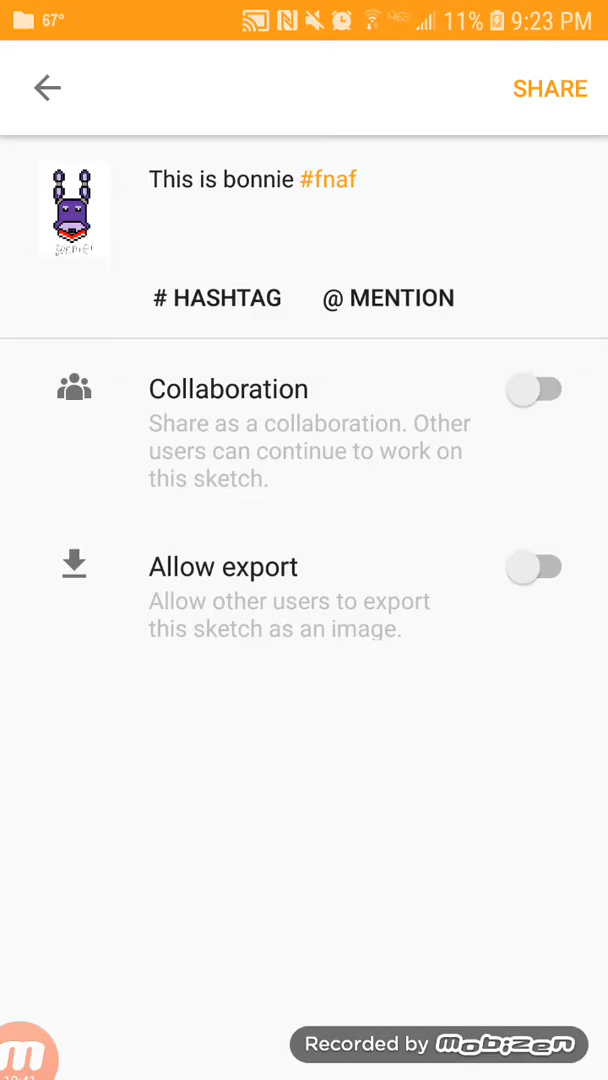 67° 11% 9:23 PM
SHARE
This is bonnie #fnaf
# HASHTAG @ MENTION
Collaboration
Share as a collaboration. Other
users can continue to work on
this sketch.
Allow export
Allow other users to export
this sketch as an image.
Recorded by mobizen